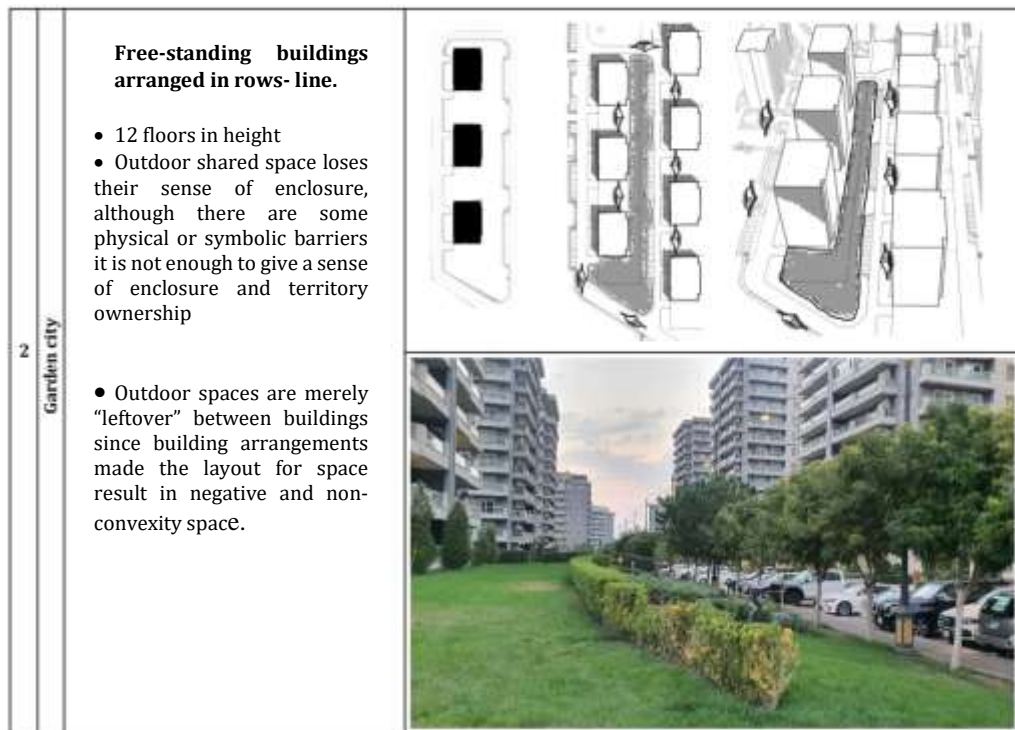 2
Garden city
Free-standing buildings
arranged in rows- line.
• 12 floors in height
• Outdoor shared space loses
their sense of enclosure,
although there are some
physical or symbolic barriers
it is not enough to give a sense
of enclosure and territory
ownership
• Outdoor spaces are merely
“leftover” between buildings
since building arrangements
made the layout for space
result in negative and non-
convexity space.